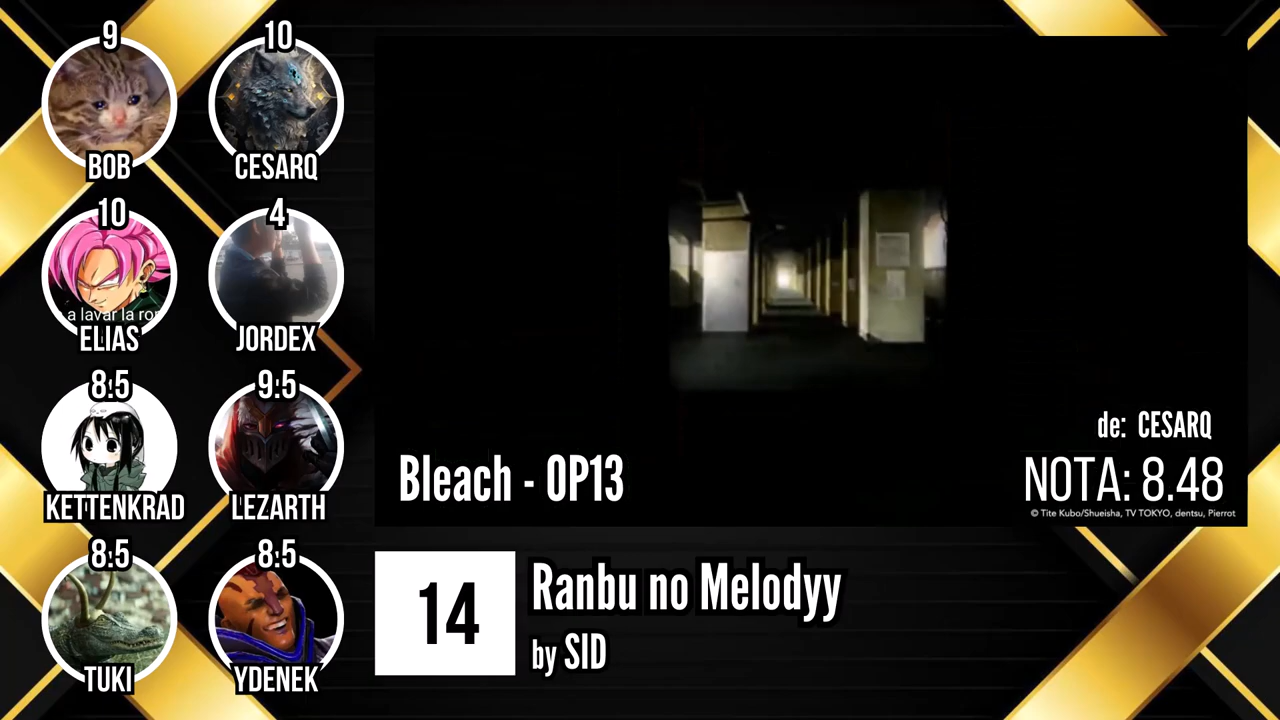 9
10
BOB
CESARQ
10
4
a lavar la ro
ELIAS
JORDEX
8.5
9.5
KETTENKRAD
LEZARTH
8.5
8.5
TUKI
YDENEK
de: CESARQ
Bleach - OP13
NOTA: 8.48
© Tite Kubo/Shueisha, TV TOKYO, dentsu, Pierrot
14
Ranbu no Melodyy
by SID